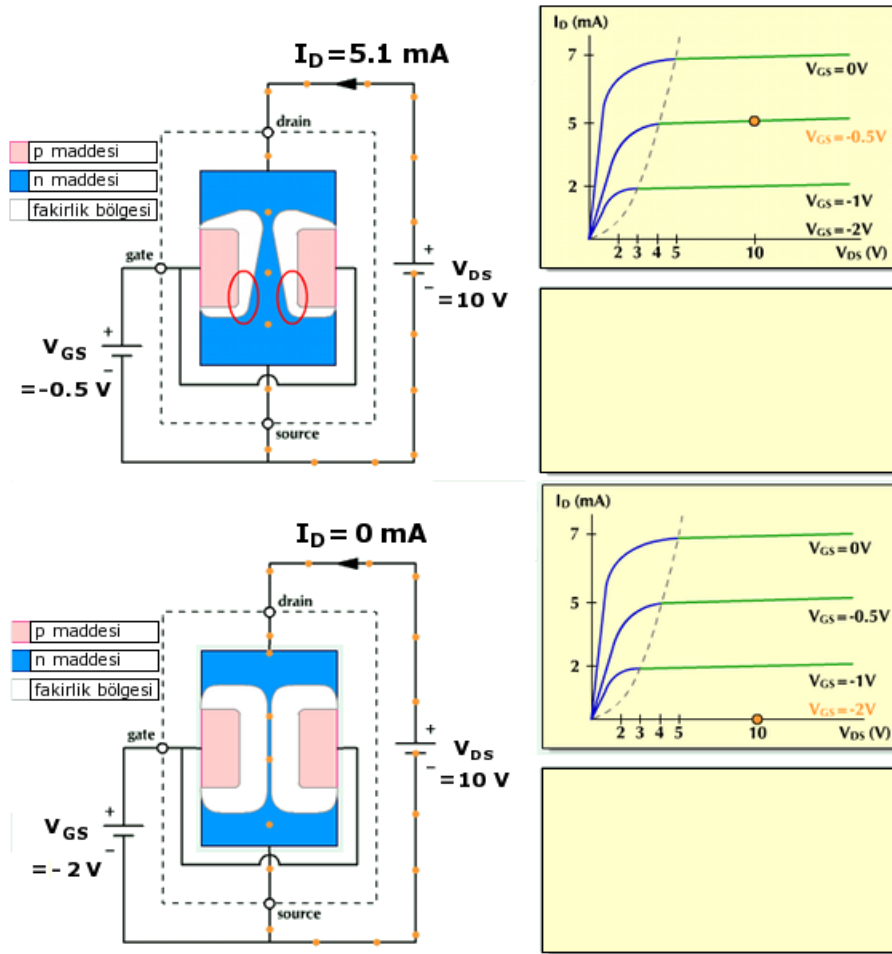 I_D=5.1 mA
drain
p maddesi
n maddesi
fakirlik bölgesi
gate
+
V_DS
−
=10 V
+
V_GS
−
=-0.5 V
source
I_D (mA)
7
V_GS=0V
5
V_GS=-0.5V
2
V_GS=-1V
V_GS=-2V
2 3 4 5 10 V_DS (V)
I_D= 0 mA
drain
p maddesi
n maddesi
fakirlik bölgesi
gate
+
V_DS
−
=10 V
+
V_GS
−
=- 2 V
source
I_D (mA)
7
V_GS=0V
5
V_GS=-0.5V
2
V_GS=-1V
V_GS=-2V
2 3 4 5 10 V_DS (V)